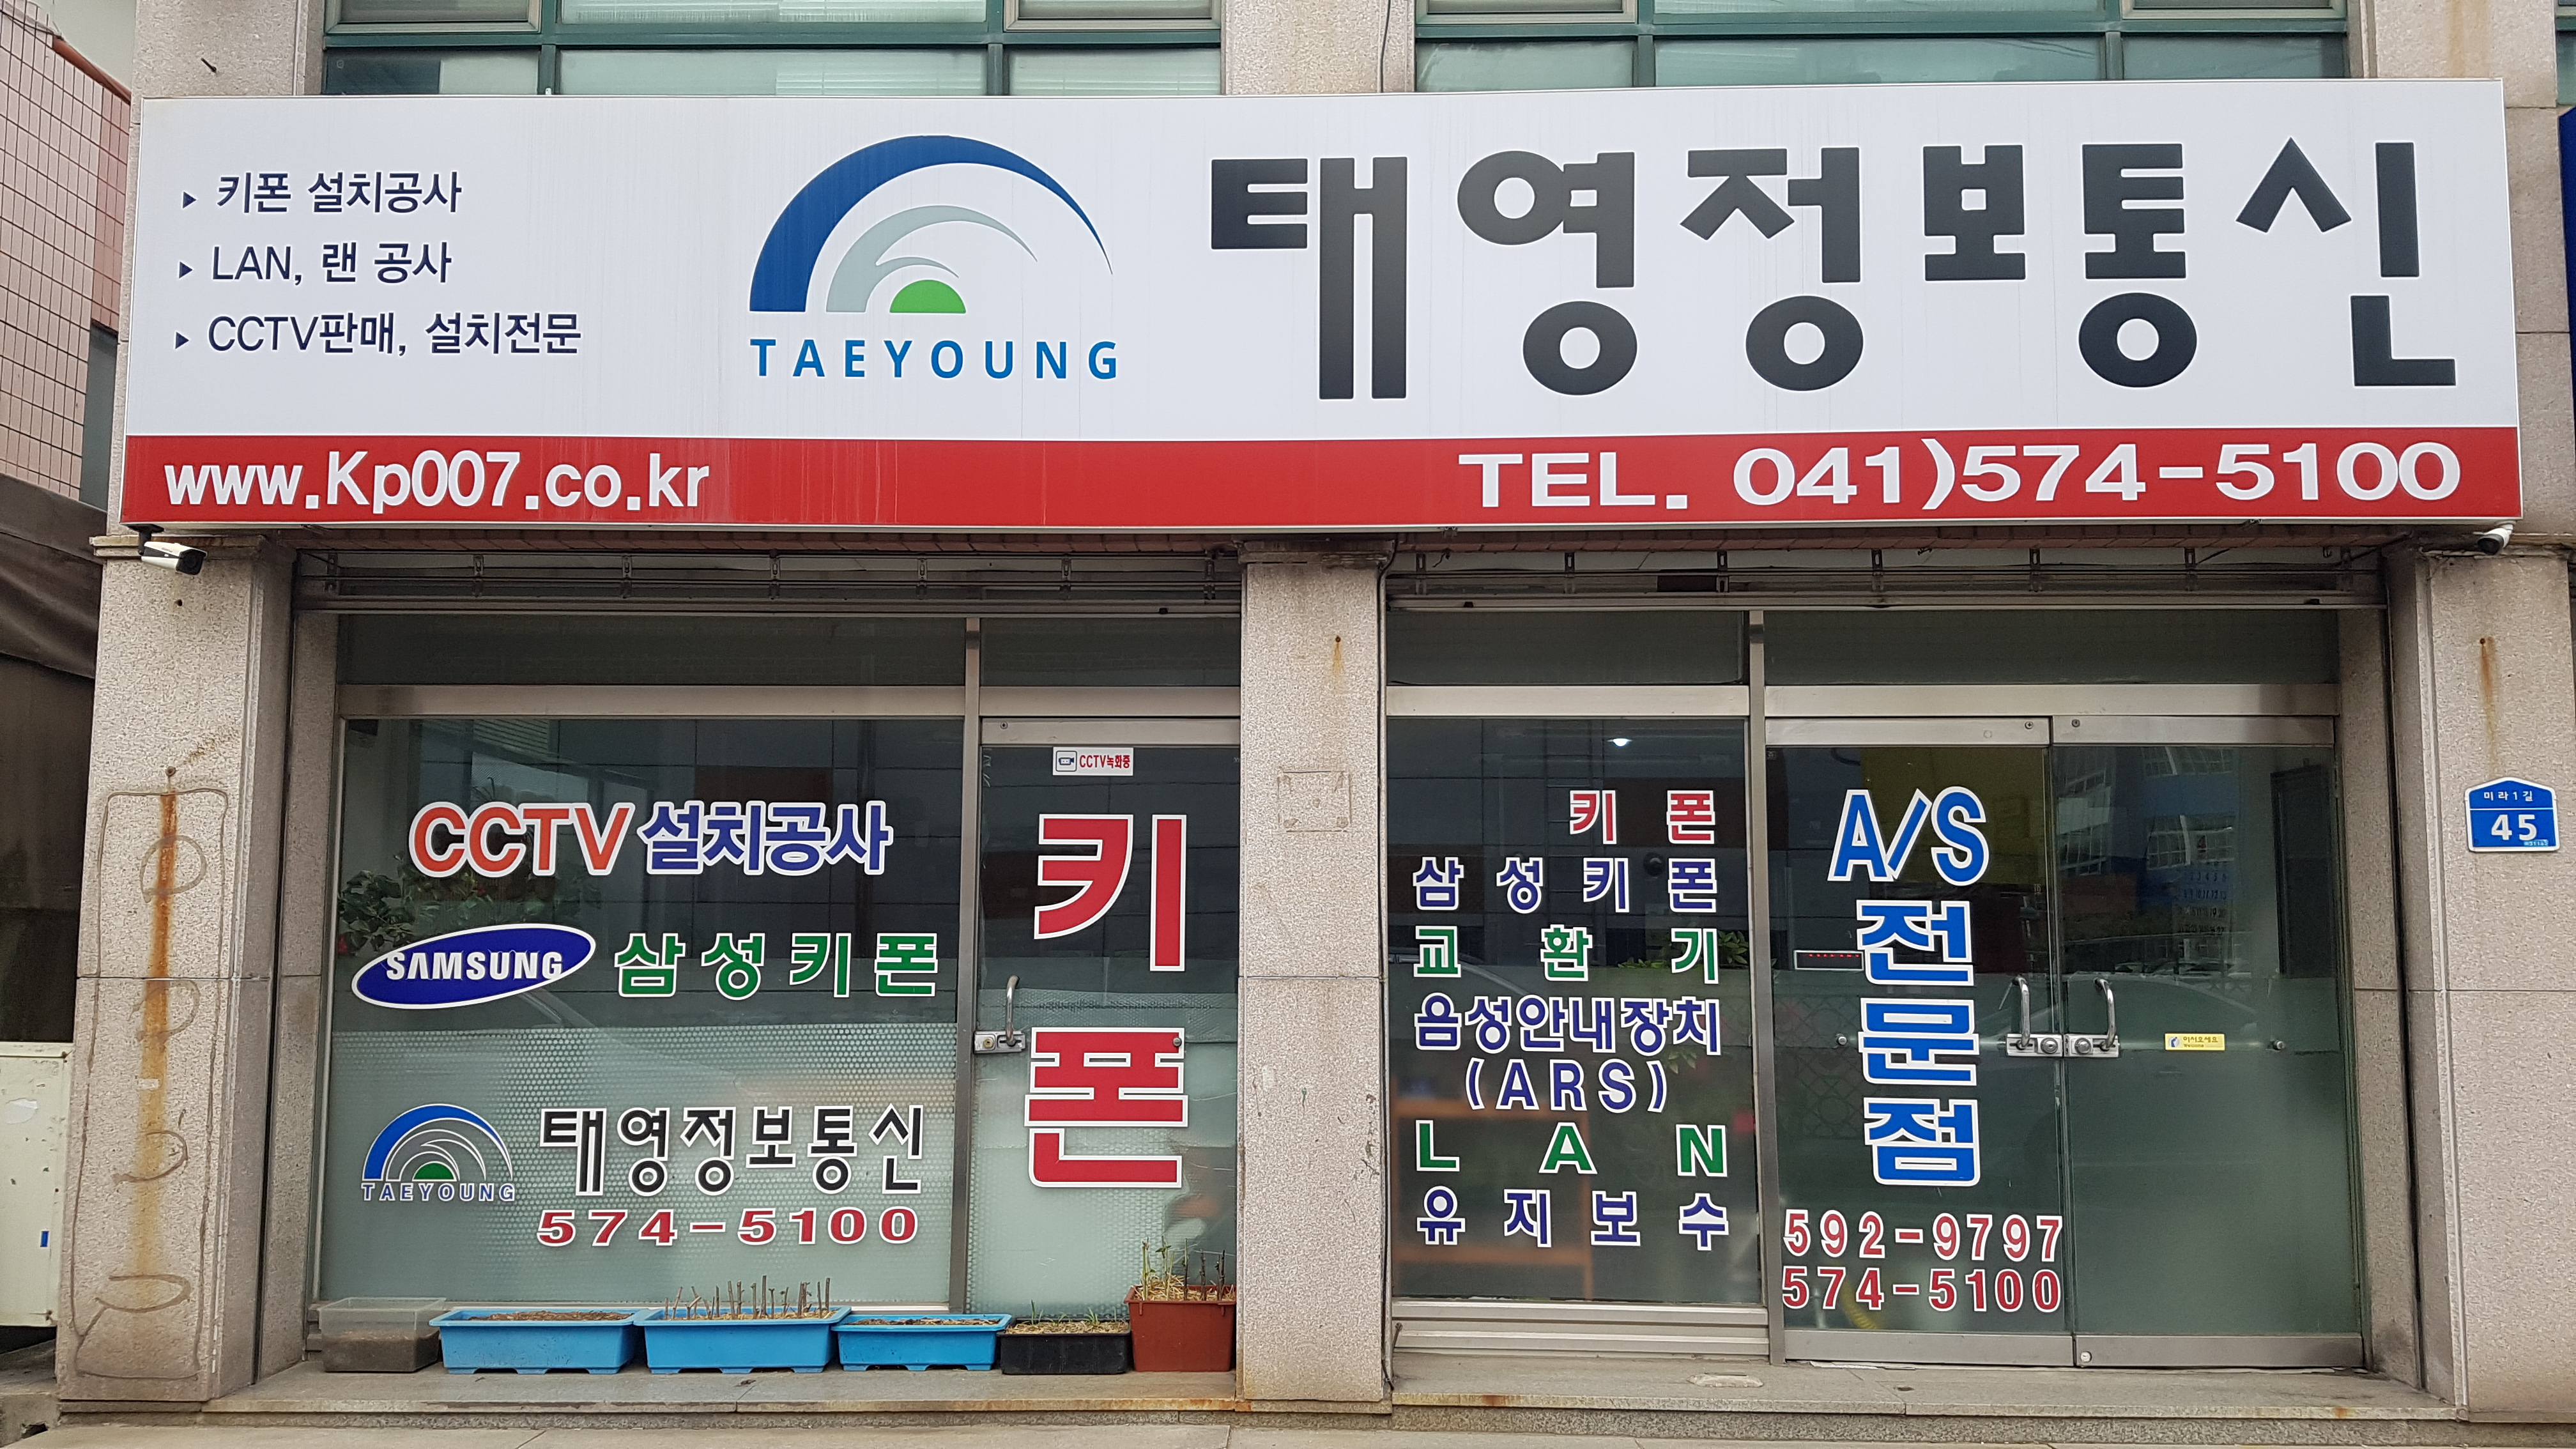 ▸ 키폰 설치공사
▸ LAN, 랜 공사
▸ CCTV판매, 설치전문
TAEYOUNG
태영정보통신
www.Kp007.co.kr
TEL. 041)574-5100
CCTV 설치공사
SAMSUNG 삼성키폰
TAEYOUNG
태영정보통신
574-5100
CCTV녹화중
키폰
키폰
삼성키폰
교환기
음성안내장치
(ARS)
LAN
유지보수
A/S
전문점
592-9797
574-5100
미라1길
45